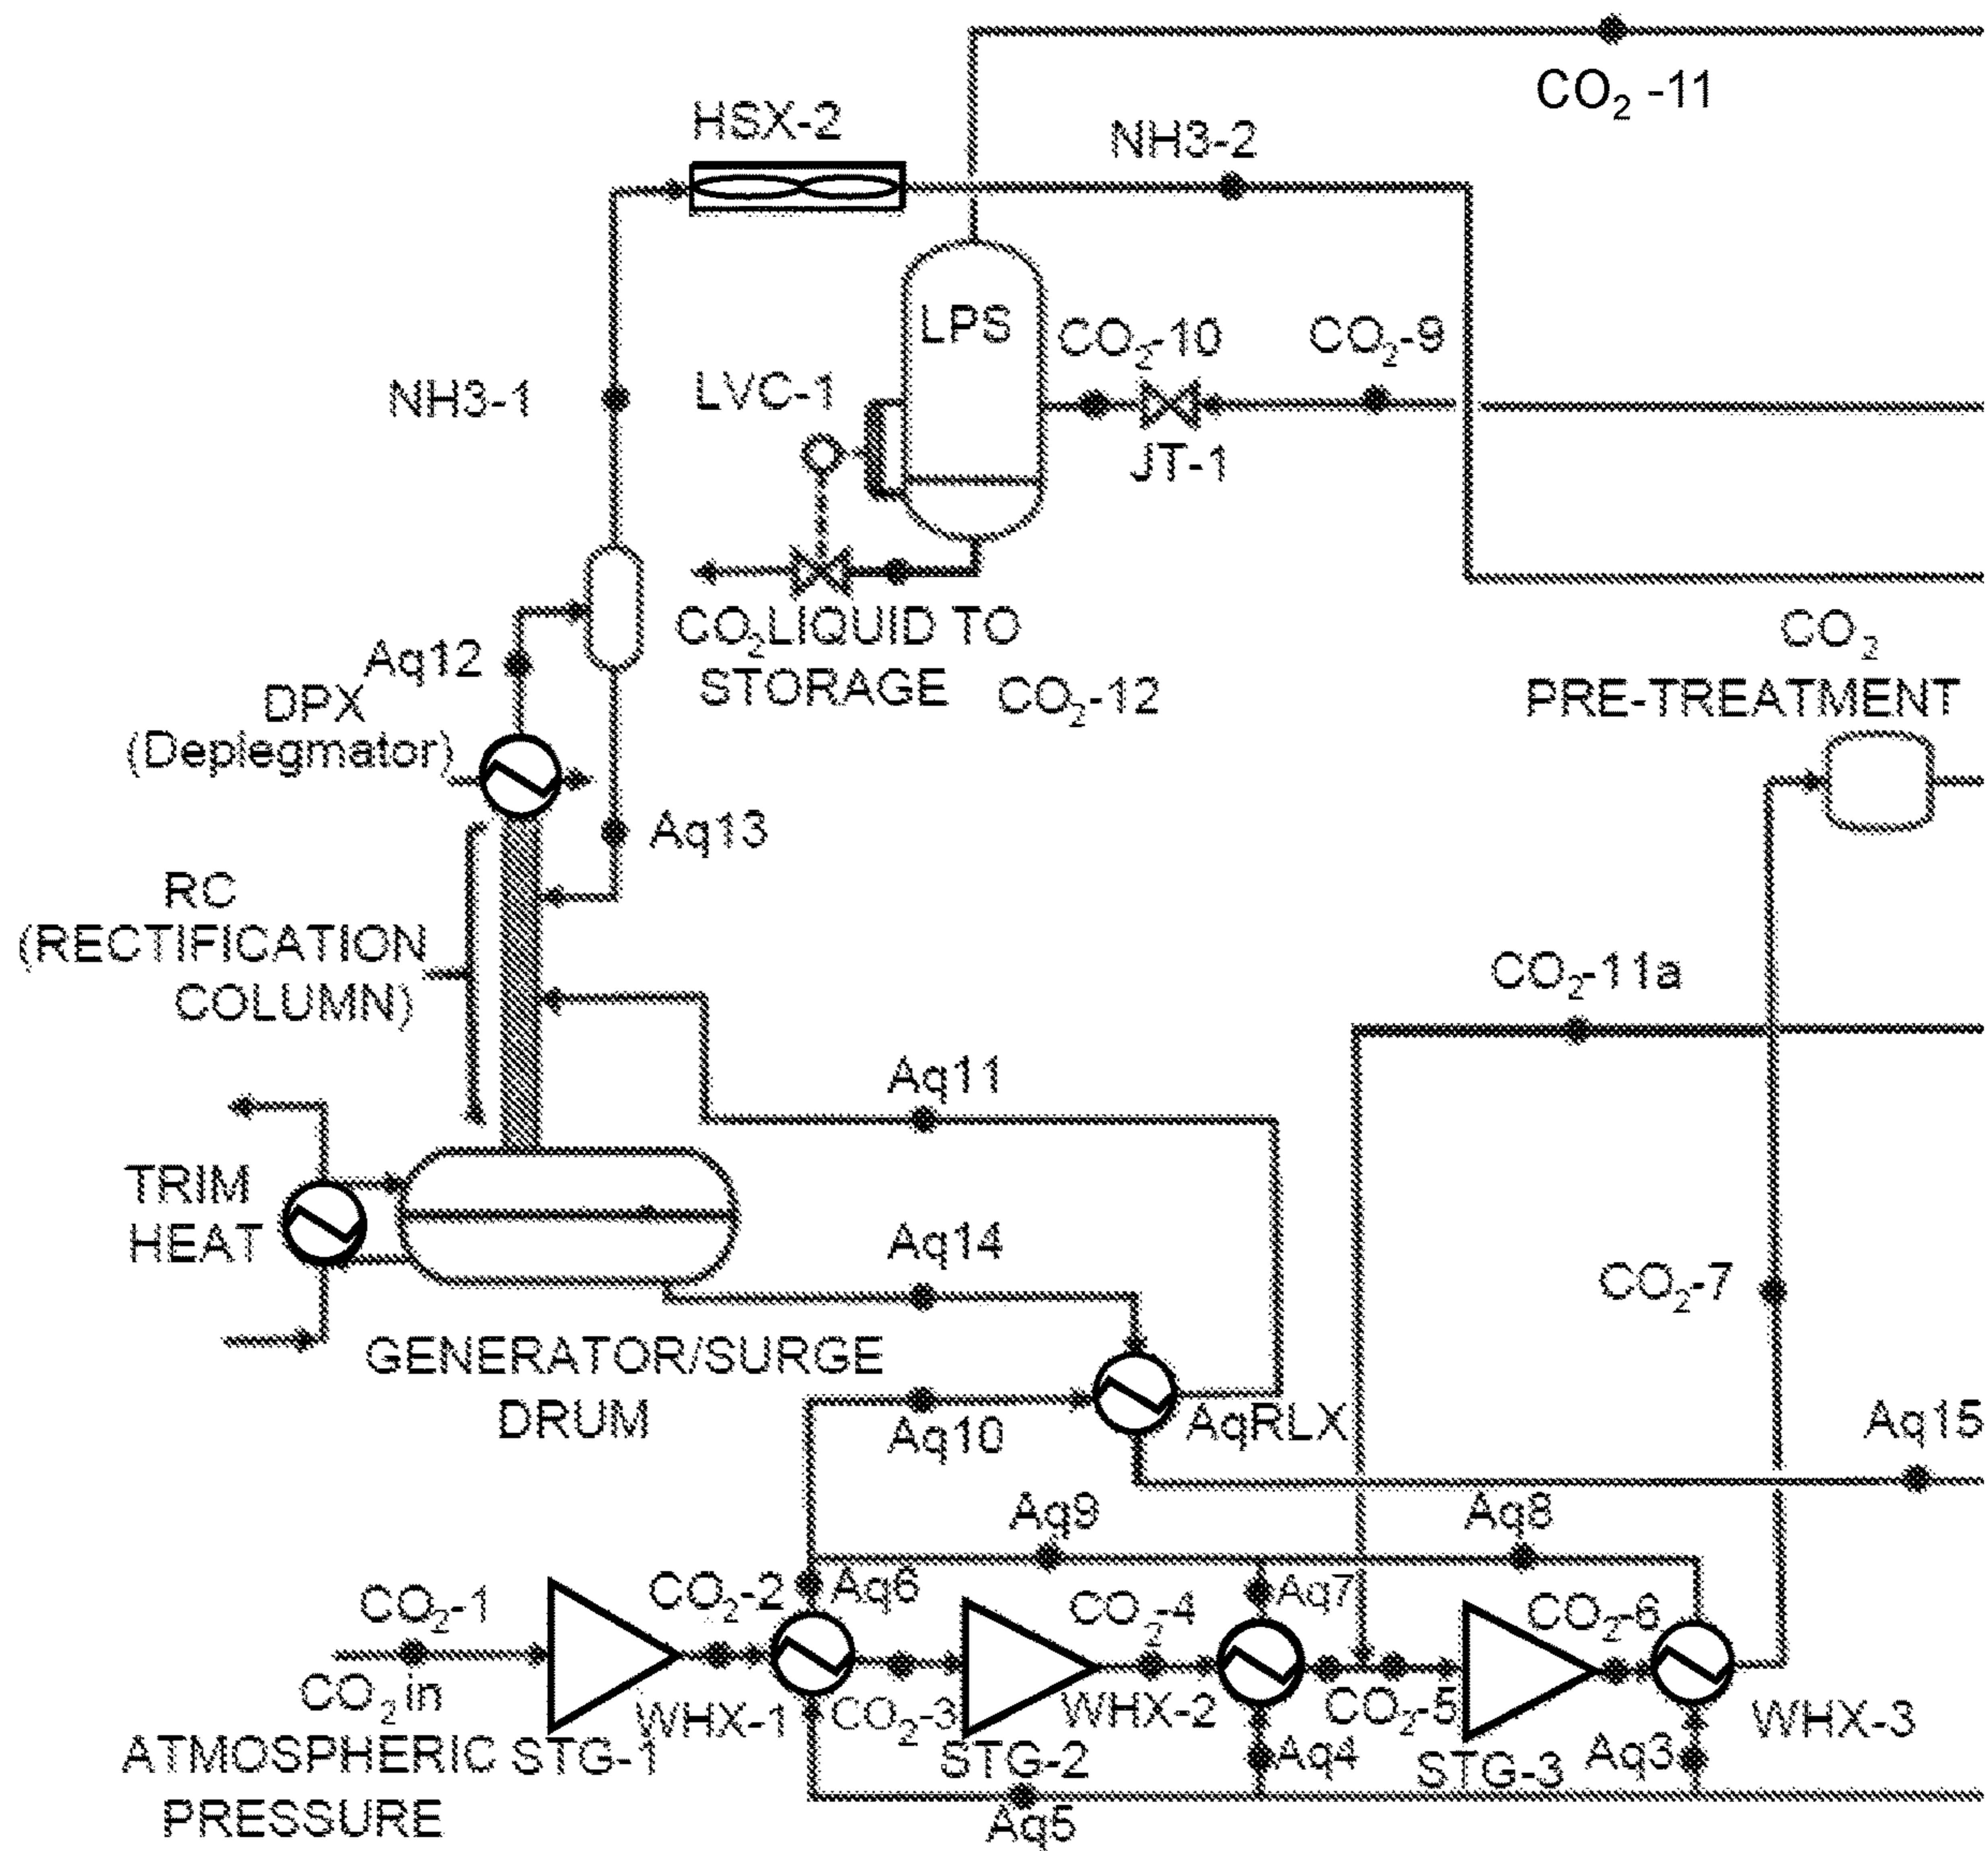 CO₂ -11
HSX-2
NH3-2
LPS
CO₂-10
CO₂-9
NH3-1
LVC-1
JT-1
CO₂ LIQUID TO
STORAGE
CO₂-12
CO₂
PRE-TREATMENT
Aq12
DPX
(Deplegmator)
Aq13
RC
(RECTIFICATION
COLUMN)
CO₂-11a
Aq11
TRIM
HEAT
Aq14
CO₂-7
GENERATOR/SURGE
DRUM
Aq10
AqRLX
Aq15
Aq9
Aq8
CO₂-1
CO₂-2
Aq6
CO₂-4
Aq7
CO₂-6
CO₂ in
ATMOSPHERIC
PRESSURE
STG-1
WHX-1
CO₂-3
STG-2
WHX-2
Aq4
CO₂-5
STG-3
Aq3
WHX-3
Aq5